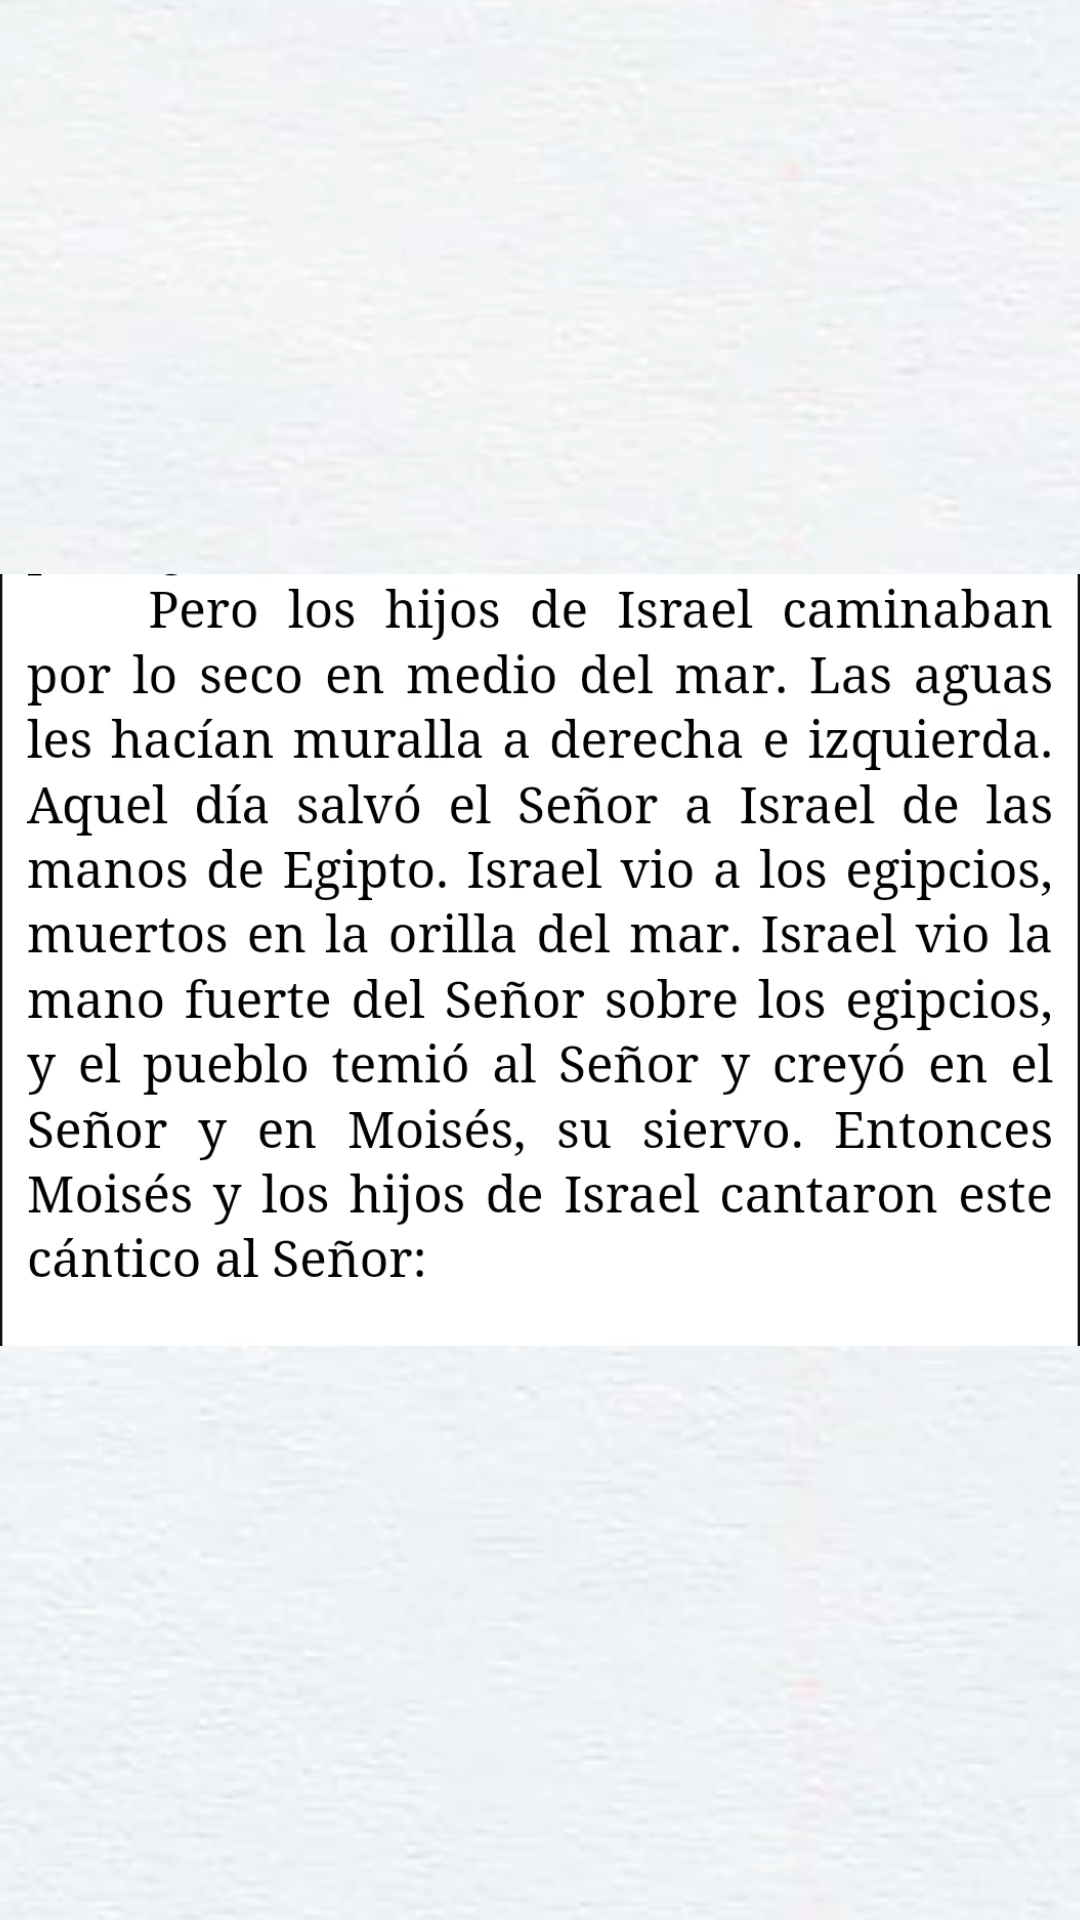 Pero los hijos de Israel caminaban
por lo seco en medio del mar. Las aguas
les hacían muralla a derecha e izquierda.
Aquel día salvó el Señor a Israel de las
manos de Egipto. Israel vio a los egipcios,
muertos en la orilla del mar. Israel vio la
mano fuerte del Señor sobre los egipcios,
y el pueblo temió al Señor y creyó en el
Señor y en Moisés, su siervo. Entonces
Moisés y los hijos de Israel cantaron este
cántico al Señor: